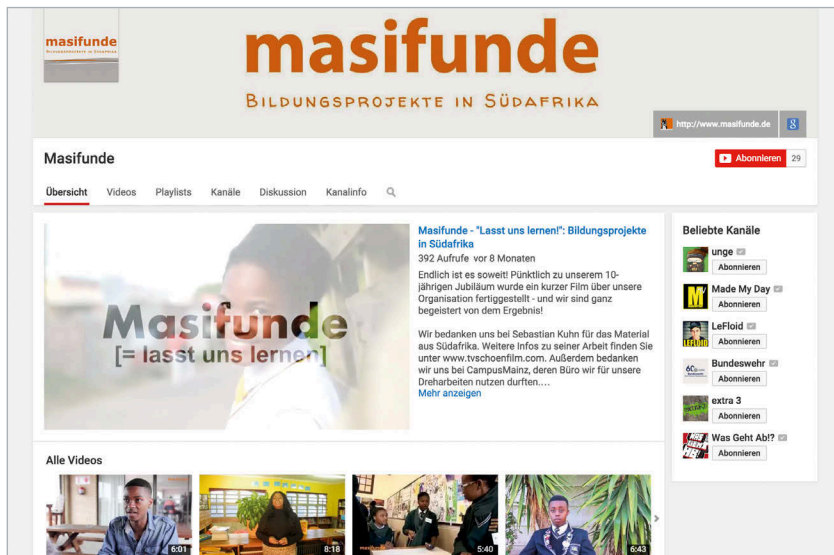 masifunde
BILDUNGSPROJEKTE IN SÜDAFRIKA
masifunde
BILDUNGSPROJEKTE IN SÜDAFRIKA
http://www.masifunde.de
8
Masifunde
Abonnieren 29
Übersicht Videos Playlists Kanäle Diskussion Kanalinfo
Masifunde
[= lasst uns lernen]
Masifunde - "Lasst uns lernen!": Bildungsprojekte
in Südafrika
392 Aufrufe vor 8 Monaten
Endlich ist es soweit! Pünktlich zu unserem 10-
jährigen Jubiläum wurde ein kurzer Film über unsere
Organisation fertiggestellt - und wir sind ganz
begeistert von dem Ergebnis!
Wir bedanken uns bei Sebastian Kuhn für das Material
aus Südafrika. Weitere Infos zu seiner Arbeit finden Sie
unter www.tvschoenfilm.com. Außerdem bedanken
wir uns bei CampusMainz, deren Büro wir für unsere
Dreharbeiten nutzen durften....
Mehr anzeigen
Beliebte Kanäle
unge
Abonnieren
Made My Day
Abonnieren
LeFloid
LEFLOID
Abonnieren
Bundeswehr
Abonnieren
extra 3
Abonnieren
Was Geht Ab!?
Abonnieren
Alle Videos
6:01
8:18
masifunde
5:40
6:43